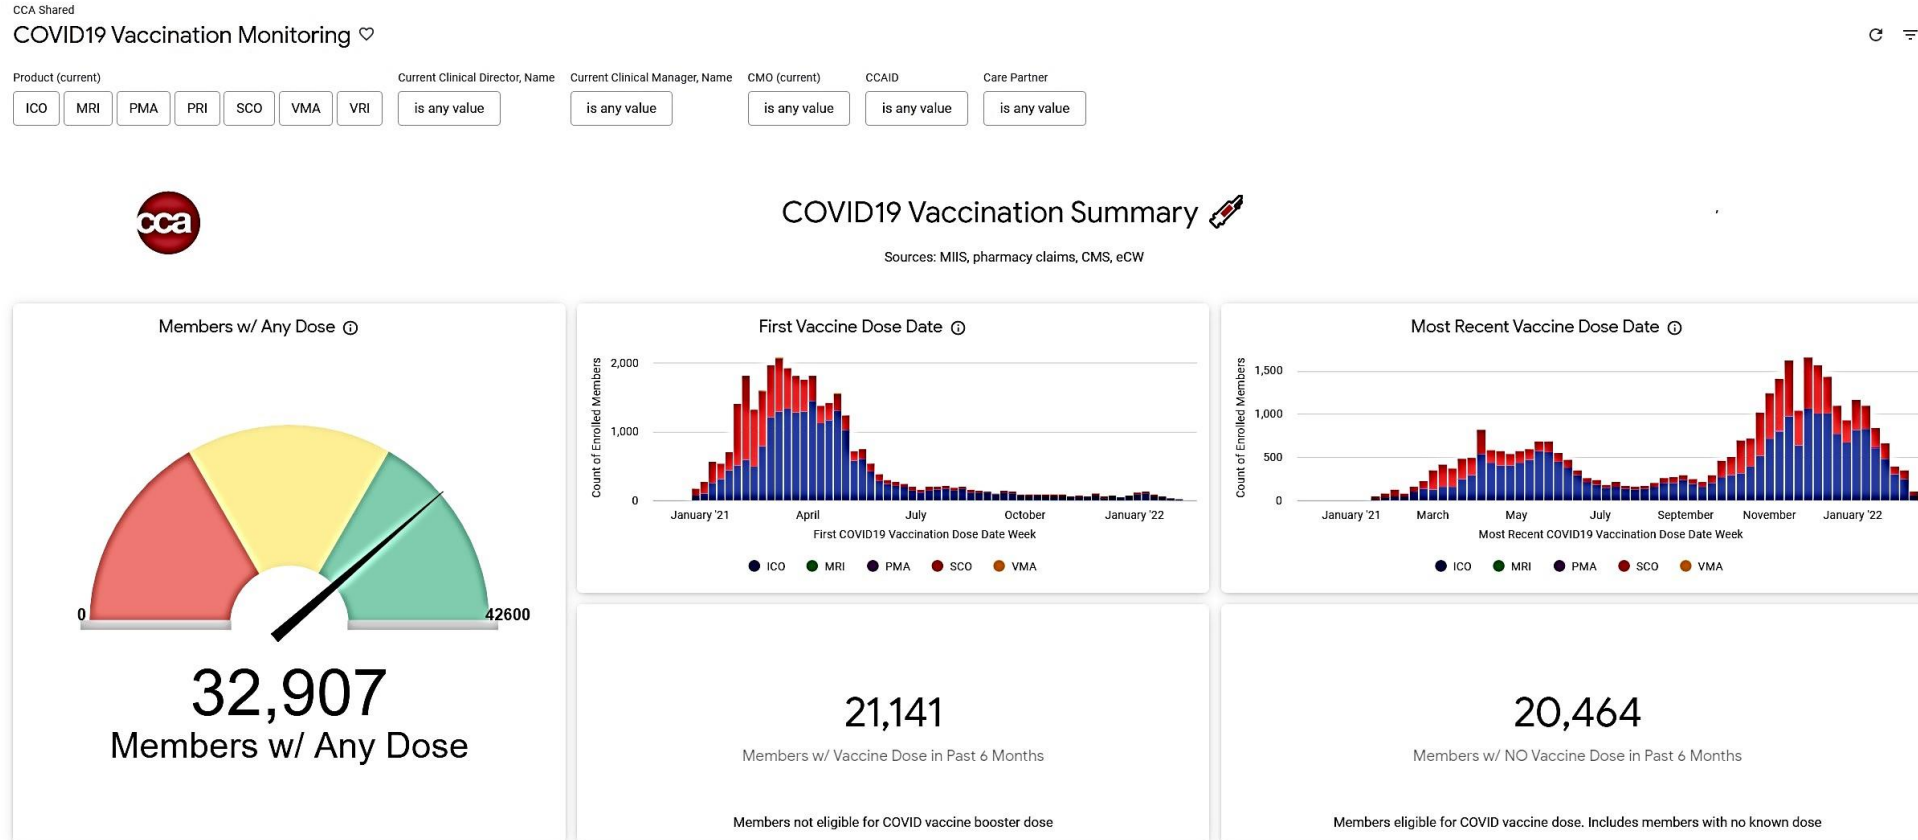 CCA Shared
COVID19 Vaccination Monitoring
Product (current)
ICO MRI PMA PRI SCO VMA VRI
Current Clinical Director, Name
is any value
Current Clinical Manager, Name
is any value
CMO (current)
is any value
CCAID
is any value
Care Partner
is any value
cca
COVID19 Vaccination Summary
Sources: MIIS, pharmacy claims, CMS, eCW
Members w/ Any Dose
0
42600
32,907
Members w/ Any Dose
First Vaccine Dose Date
Count of Enrolled Members
2,000
1,000
0
January '21 April July October January '22
First COVID19 Vaccination Dose Date Week
ICO MRI PMA SCO VMA
Most Recent Vaccine Dose Date
Count of Enrolled Members
1,500
1,000
500
0
January '21 March May July September November January '22
Most Recent COVID19 Vaccination Dose Date Week
ICO MRI PMA SCO VMA
21,141
Members w/ Vaccine Dose in Past 6 Months
Members not eligible for COVID vaccine booster dose
20,464
Members w/ NO Vaccine Dose in Past 6 Months
Members eligible for COVID vaccine dose. Includes members with no known dose